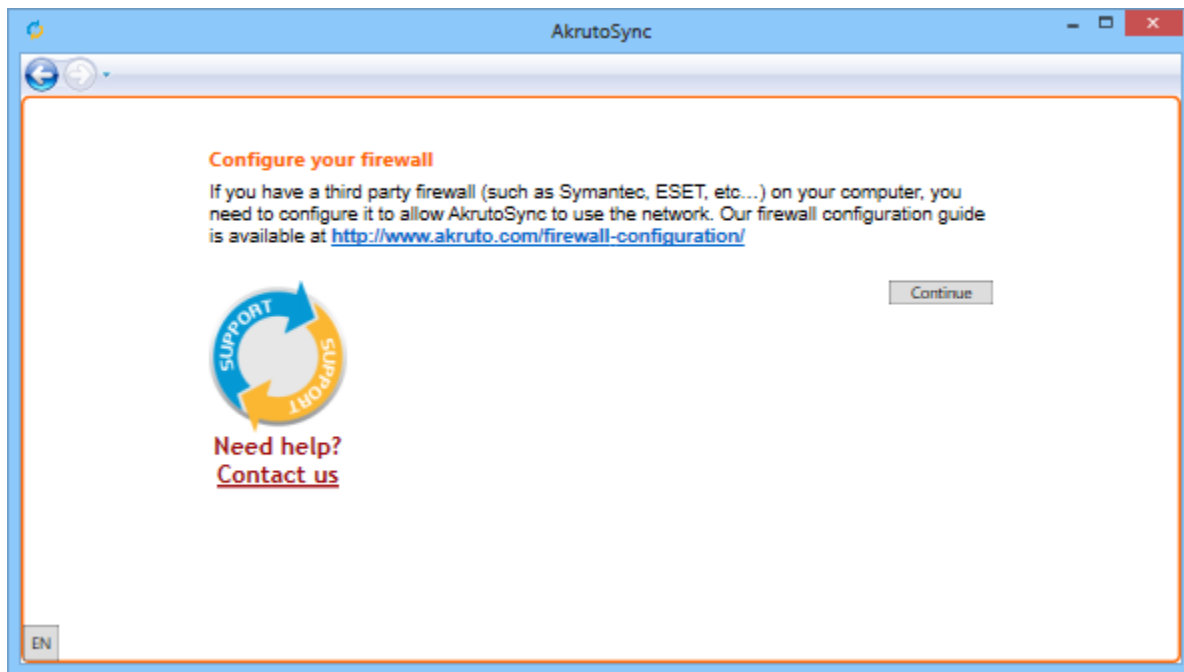 AkrutoSync
Configure your firewall
If you have a third party firewall (such as Symantec, ESET, etc...) on your computer, you
need to configure it to allow AkrutoSync to use the network. Our firewall configuration guide
is available at http://www.akruto.com/firewall-configuration/
Continue
SUPPORT
SUPPORT
Need help?
Contact us
EN